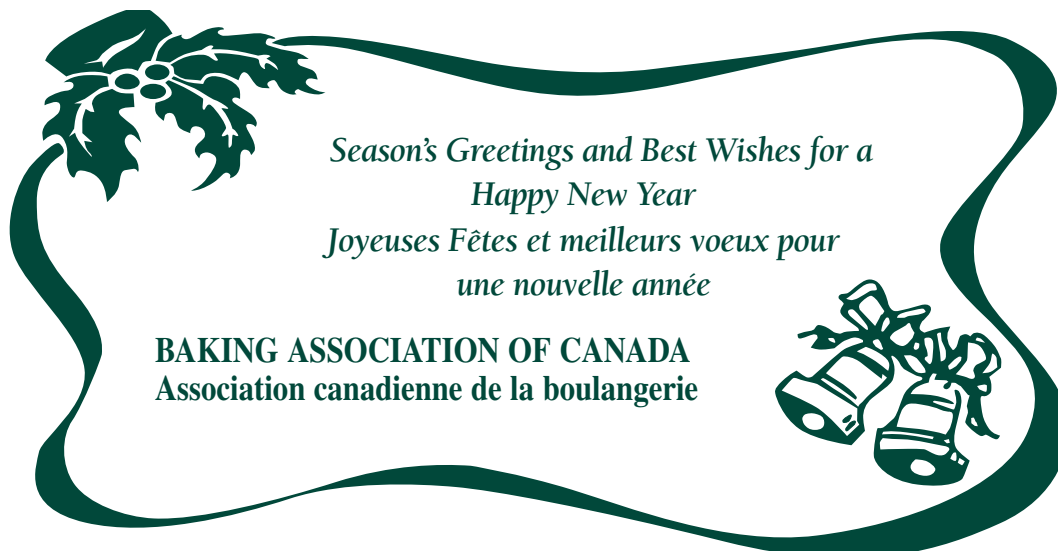 Season's Greetings and Best Wishes for a
Happy New Year
Joyeuses Fêtes et meilleurs voeux pour
une nouvelle année
BAKING ASSOCIATION OF CANADA
Association canadienne de la boulangerie